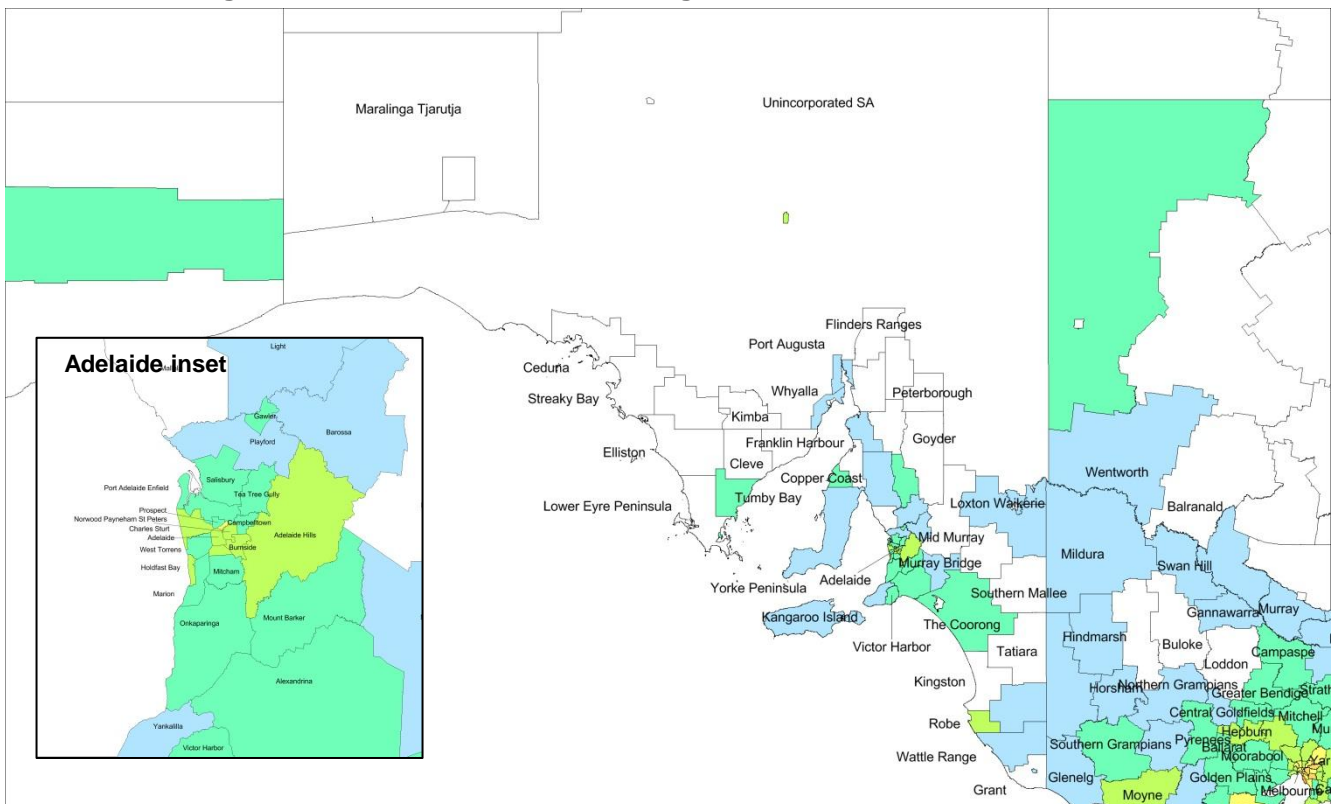 Maralinga Tjarutja
Unincorporated SA
Flinders Ranges
Port Augusta
Ceduna
Whyalla
Peterborough
Streaky Bay
Kimba
Franklin Harbour
Goyder
Elliston
Cleve
Copper Coast
Wentworth
Tumby Bay
Lower Eyre Peninsula
Loxton Waikerie
Balranald
Mid Murray
Mildura
Murray Bridge
Swan Hill
Adelaide
Yorke Peninsula
Southern Mallee
Gannawarra
Murray
Kangaroo Island
The Coorong
Hindmarsh
Victor Harbor
Tatiara
Buloke
Campaspe
Loddon
Kingston
Northern Grampians
Horsham
Greater Bendigo
Strath
Robe
Central Goldfields
Mitchell
Hepburn
Mu
Southern Grampians
Pyrenees
Ballarat
Wattle Range
Moorabool
Yar
Glenelg
Golden Plains
Grant
Melbourne
Moyne
Adelaide inset
Light
Gawler
Playford
Barossa
Salisbury
Port Adelaide Enfield
Tea Tree Gully
Prospect
Norwood Payneham St Peters
Campbelltown
Charles Sturt
Adelaide
Adelaide Hills
West Torrens
Burnside
Holdfast Bay
Mitcham
Marion
Onkaparinga
Mount Barker
Alexandrina
Yankalilla
Victor Harbor